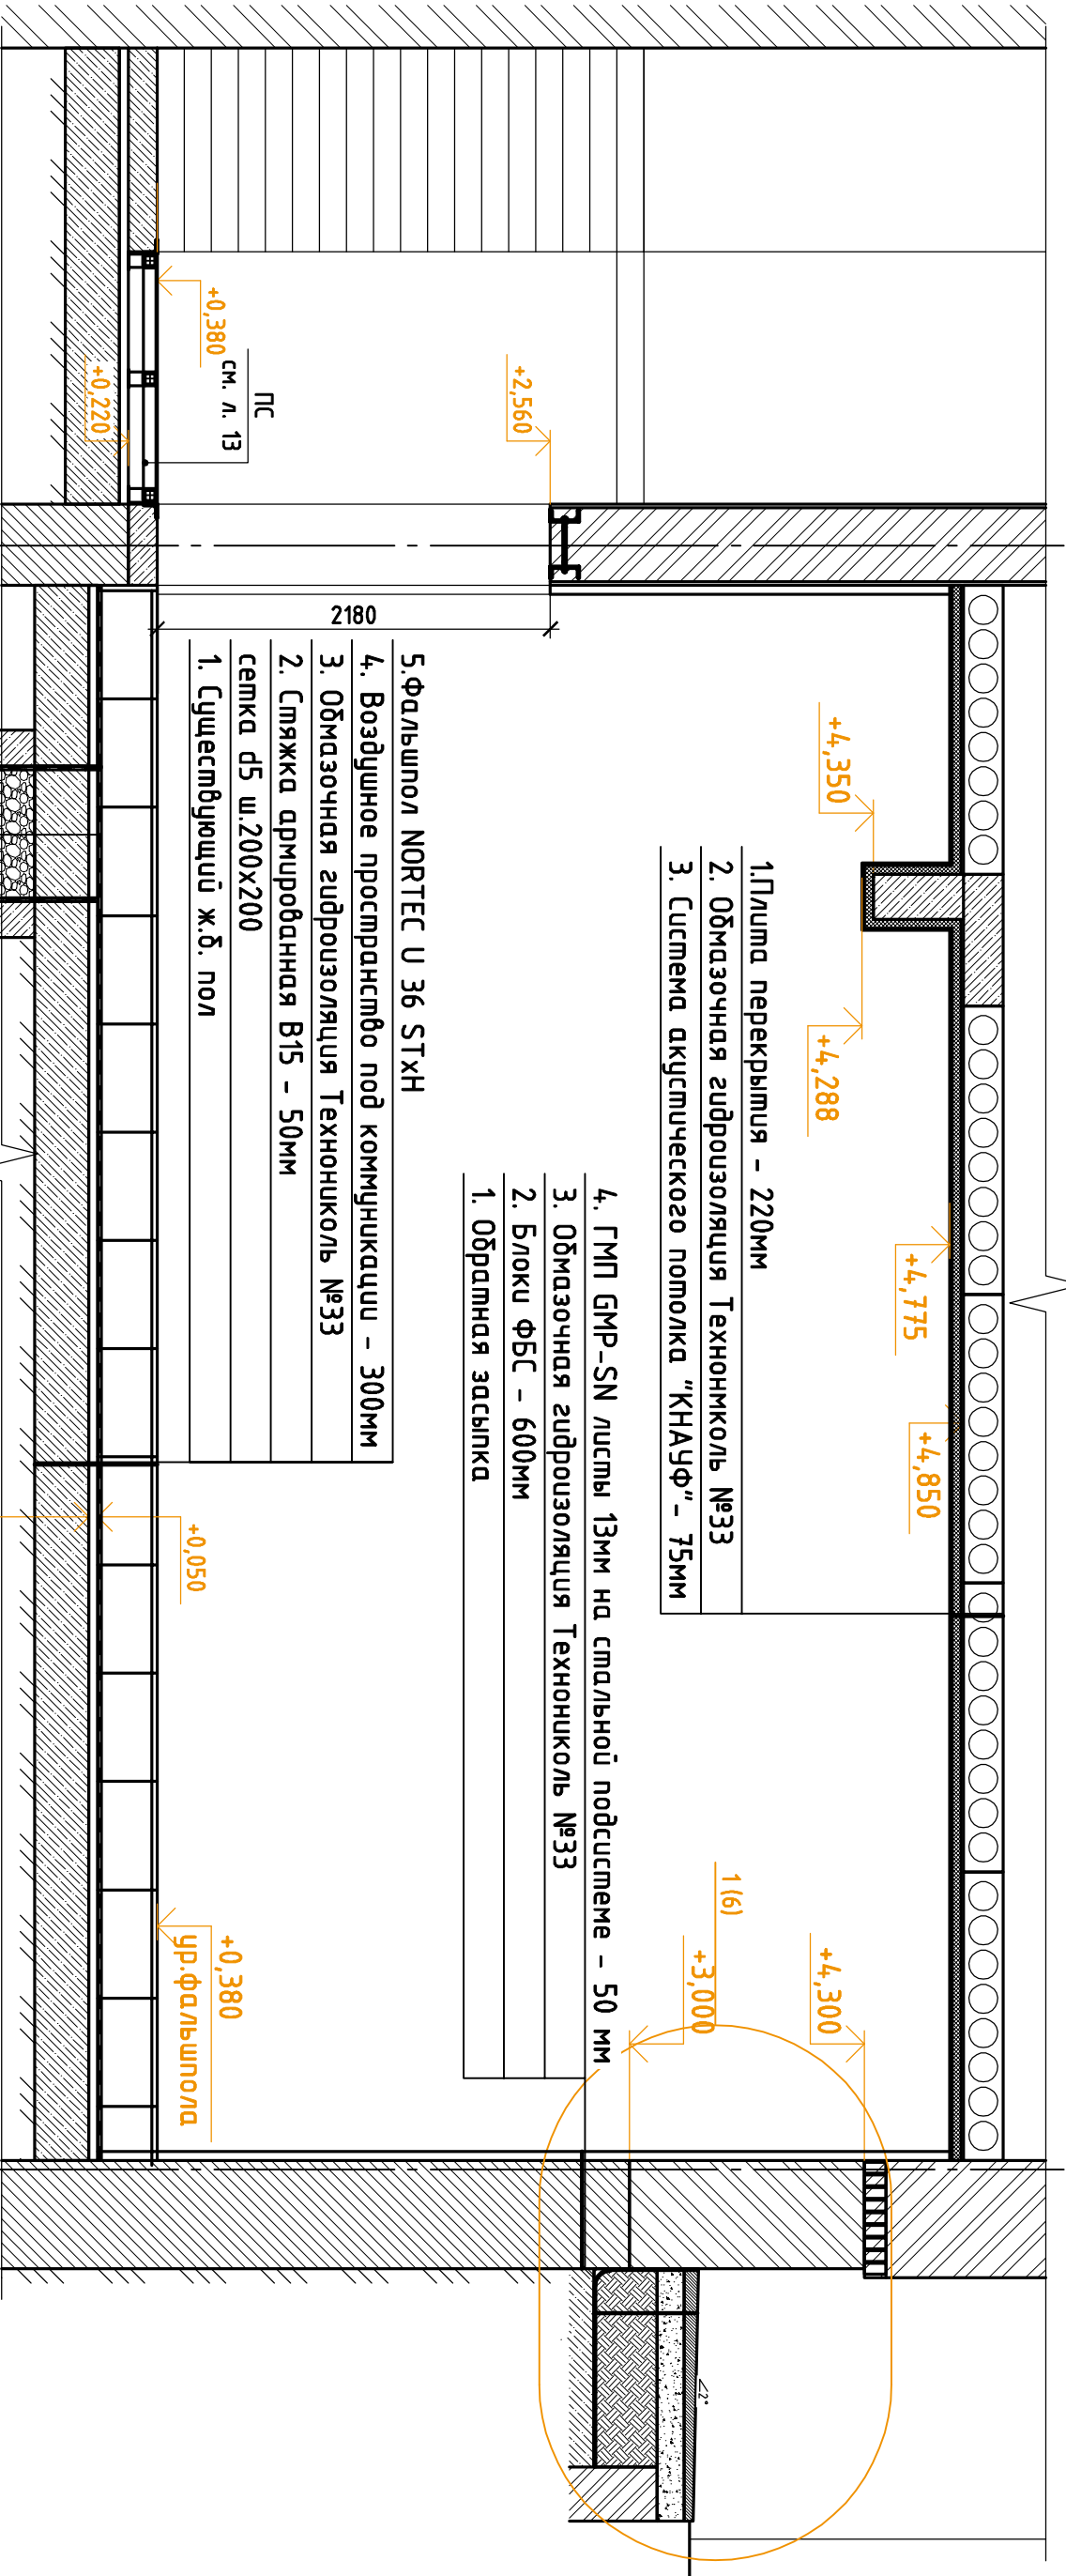 +4,850
+4,775
+4,350
+4,288
+4,300
+3,000
1 (6)
1.Плита перекрытия - 220мм
2. Обмазочная гидроизоляция Технонмколь №33
3. Система акустического потолка "КНАУФ"- 75мм
4. ГМП GMP-SN листы 13мм на стальной подсистеме - 50 мм
3. Обмазочная гидроизоляция Технониколь №33
2. Блоки ФБС - 600мм
1. Обратная засыпка
+2,560
2180
5.Фальшпол NORTEC U 36 STxH
4. Воздушное пространство под коммуникации - 300мм
3. Обмазочная гидроизоляция Технониколь №33
2. Стяжка армированная В15 - 50мм
сетка d5 ш.200х200
1. Существующий ж.б. пол
ПС
см. л. 13
+0,380
+0,220
+0,050
+0,380
ур.фальшпола
2°